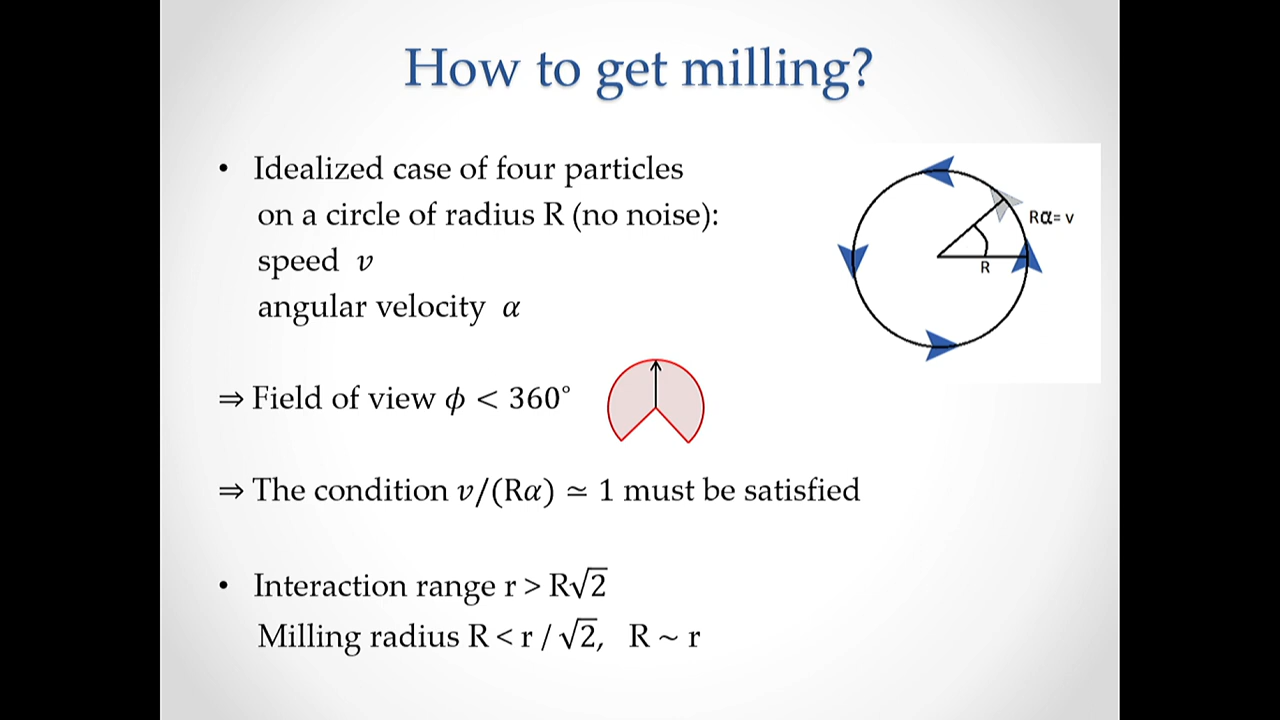 How to get milling?
• Idealized case of four particles
on a circle of radius R (no noise):
speed v
angular velocity α
Rα= v
R
⇒ Field of view ϕ < 360°
⇒ The condition v/(Rα) ≃ 1 must be satisfied
• Interaction range r > R√2
Milling radius R < r / √2, R ~ r